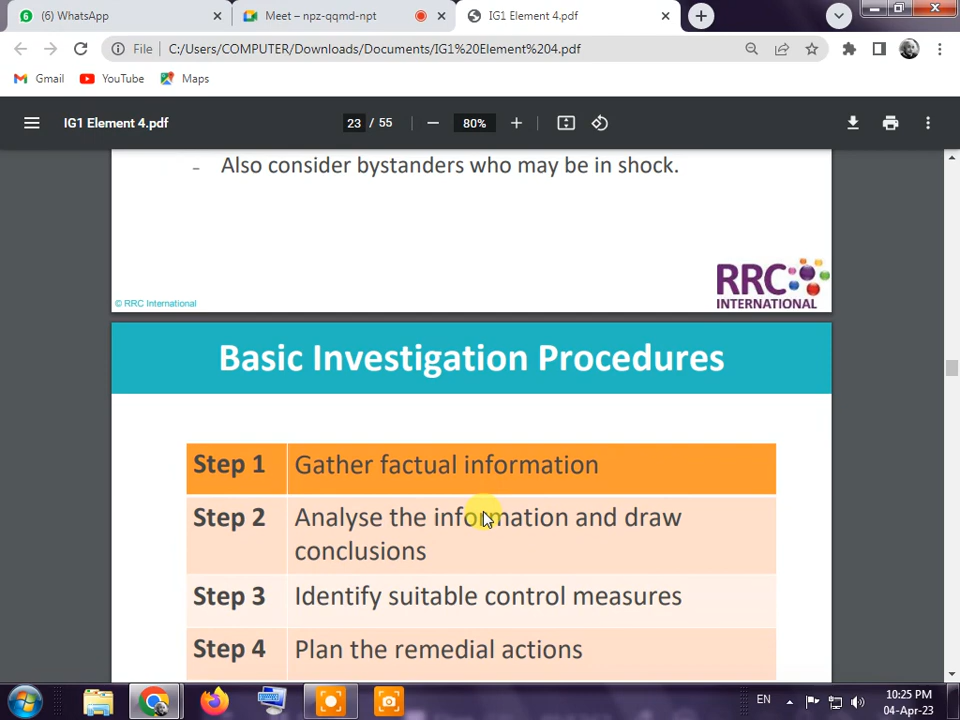 (6) WhatsApp
Meet – npz-qqmd-npt
IG1 Element 4.pdf
File
C:/Users/COMPUTER/Downloads/Documents/IG1%20Element%204.pdf
Gmail
YouTube
Maps
IG1 Element 4.pdf
23 / 55
80%
- Also consider bystanders who may be in shock.
RRC
INTERNATIONAL
© RRC International
Basic Investigation Procedures
Step 1 Gather factual information
Step 2 Analyse the information and draw
conclusions
Step 3 Identify suitable control measures
Step 4 Plan the remedial actions
EN
10:25 PM
04-Apr-23